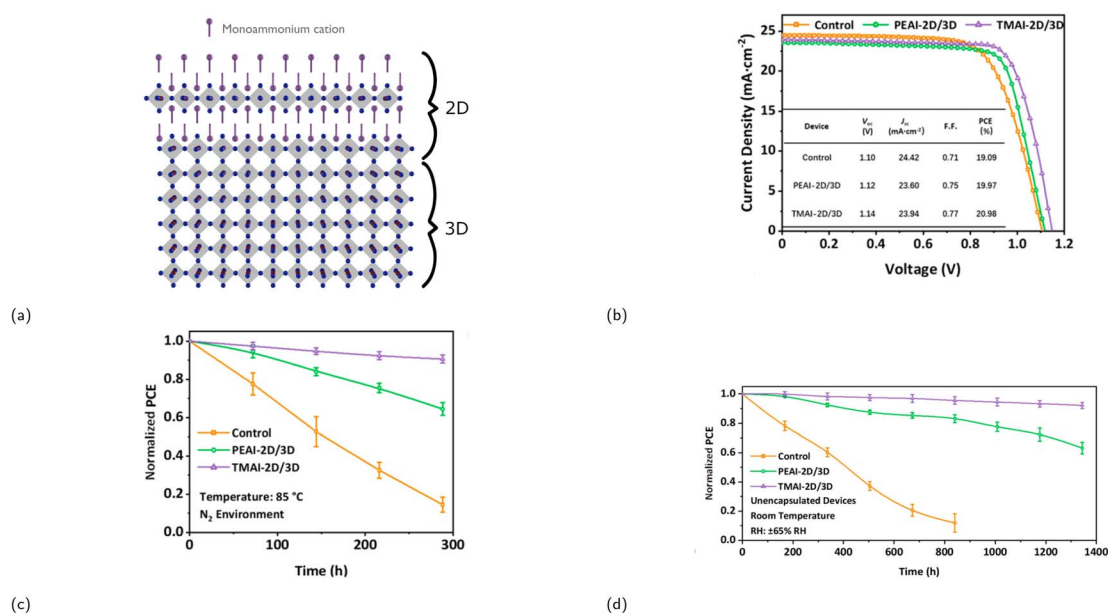 Monoammonium cation
2D
3D
(a)
Control PEAI-2D/3D TMAI-2D/3D
Current Density (mA·cm-2)
25
20
15
10
5
0
Device Voc (V) Jsc (mA·cm-2) F.F. PCE (%)
Control 1.10 24.42 0.71 19.09
PEAI-2D/3D 1.12 23.60 0.75 19.97
TMAI-2D/3D 1.14 23.94 0.77 20.98
0.0 0.2 0.4 0.6 0.8 1.0 1.2
Voltage (V)
(b)
Normalized PCE
1.0
0.8
0.6
0.4
0.2
0.0
Control
PEAI-2D/3D
TMAI-2D/3D
Temperature: 85 °C
N2 Environment
0 50 100 150 200 250 300
Time (h)
(c)
Normalized PCE
1.0
0.8
0.6
0.4
0.2
0.0
Control
PEAI-2D/3D
TMAI-2D/3D
Unencapsulated Devices
Room Temperature
RH: ±65% RH
0 200 400 600 800 1000 1200 1400
Time (h)
(d)